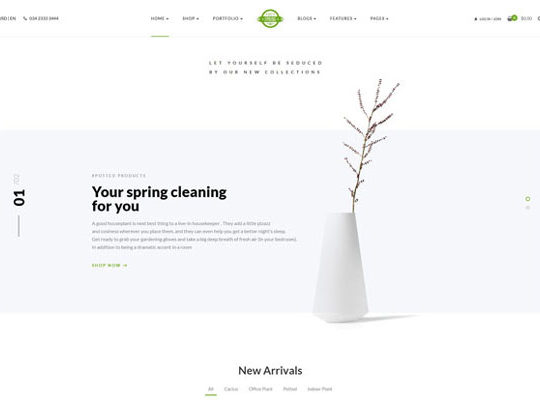 EN 034 2332 3444
HOME
SHOP
PORTFOLIO
BLOGS
FEATURES
PAGES
LOGIN / JOIN
$0.00
LET YOURSELF BE SEDUCED
BY OUR NEW COLLECTIONS
01
02
#POTTED PRODUCTS
Your spring cleaning
for you
A good houseplant is next best thing to a live-in housekeeper . They add a little pizazz
and coolness wherever you place them, and they can even help you get a better night's sleep.
Get ready to grab your gardening gloves and take a big deep breath of fresh air (in your bedroom),
in addition to being a dramatic accent in a room
SHOP NOW
New Arrivals
All Cactus Office Plant Potted Indoor Plant